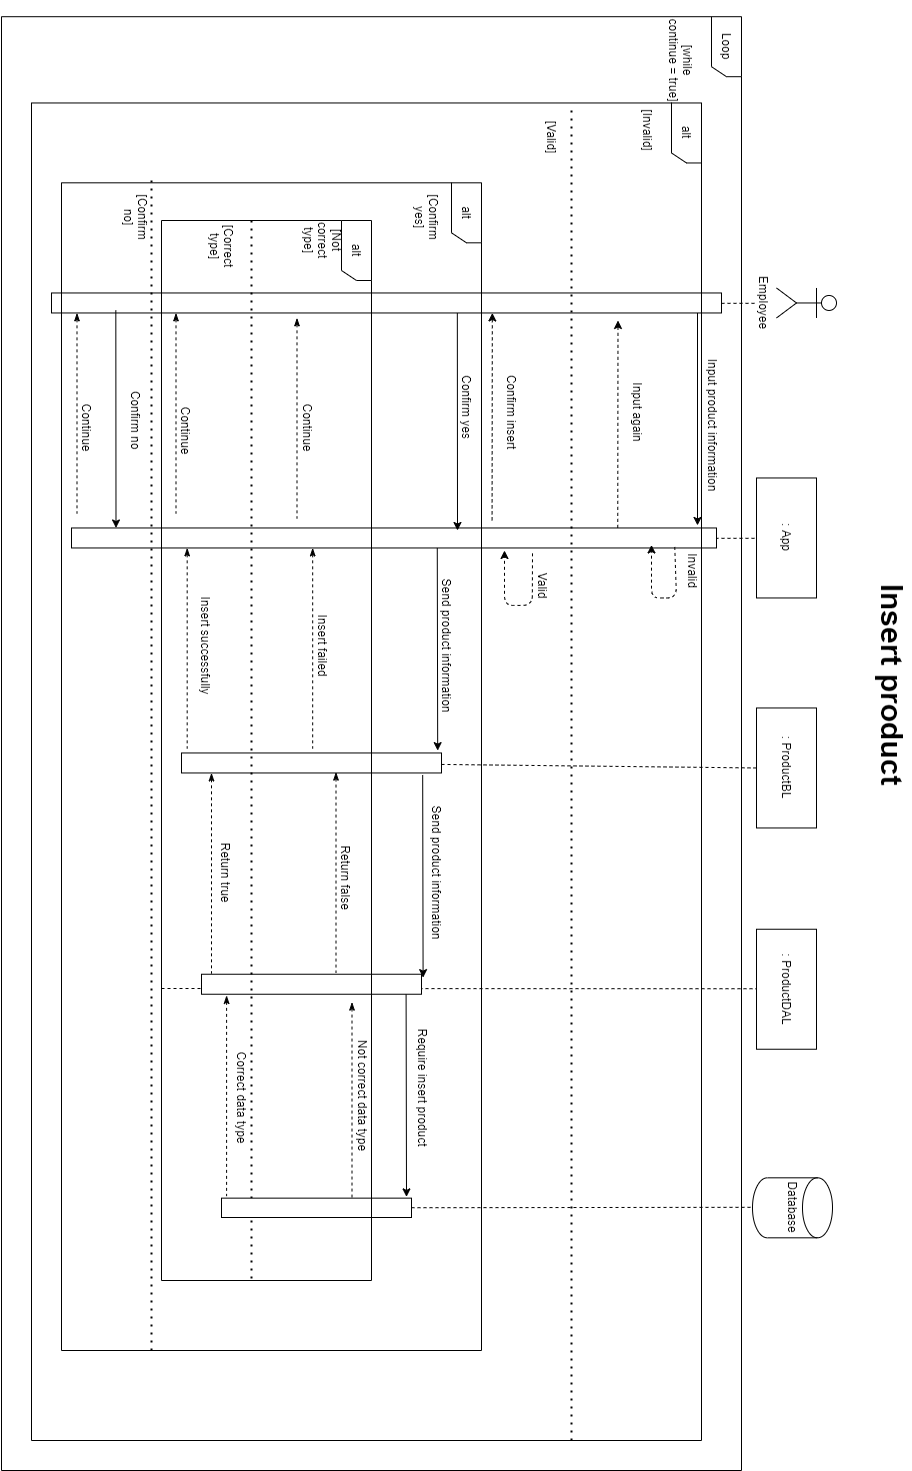 Insert product
Employee
: App
: ProductBL
: ProductDAL
Database
Loop
[while
continue = true]
alt
[Invalid]
Input product information
Invalid
Input again
[Valid]
Valid
Confirm insert
alt
[Confirm
yes]
Confirm yes
Send product information
Send product information
Require insert product
alt
[Not
correct
type]
Not correct data type
Return false
Insert failed
Continue
[Correct
type]
Correct data type
Return true
Insert successfully
Continue
[Confirm
no]
Confirm no
Continue